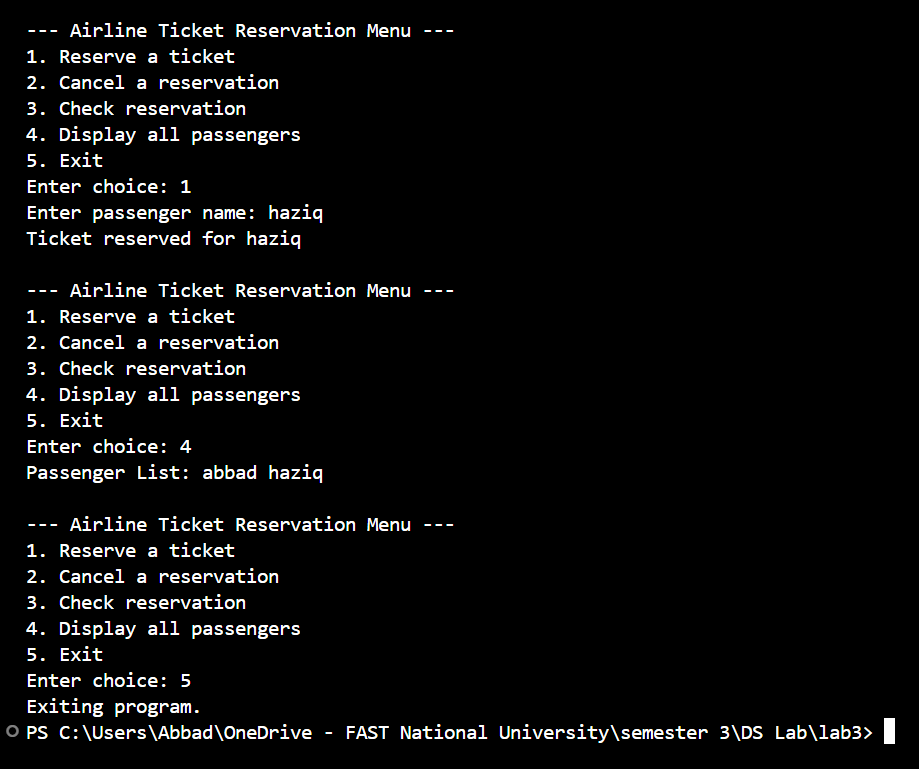 --- Airline Ticket Reservation Menu ---
1. Reserve a ticket
2. Cancel a reservation
3. Check reservation
4. Display all passengers
5. Exit
Enter choice: 1
Enter passenger name: haziq
Ticket reserved for haziq
--- Airline Ticket Reservation Menu ---
1. Reserve a ticket
2. Cancel a reservation
3. Check reservation
4. Display all passengers
5. Exit
Enter choice: 4
Passenger List: abbad haziq
--- Airline Ticket Reservation Menu ---
1. Reserve a ticket
2. Cancel a reservation
3. Check reservation
4. Display all passengers
5. Exit
Enter choice: 5
Exiting program.
PS C:\Users\Abbad\OneDrive - FAST National University\semester 3\DS Lab\lab3>